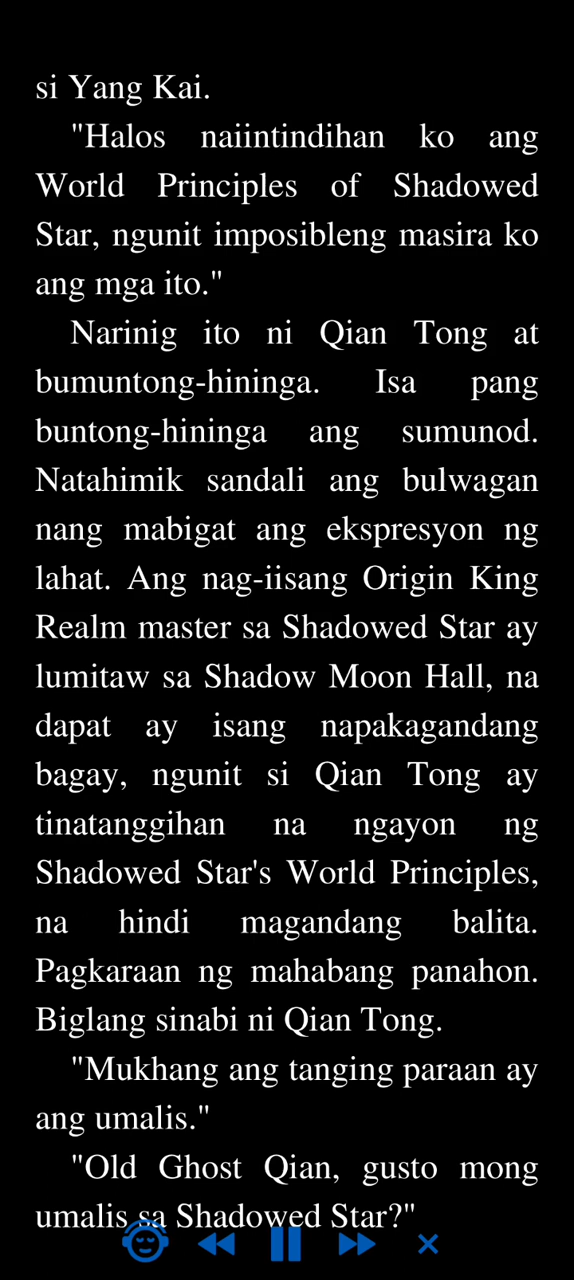 si Yang Kai.
"Halos naiintindihan ko ang
World Principles of Shadowed
Star, ngunit imposibleng masira ko
ang mga ito."
Narinig ito ni Qian Tong at
bumuntong-hininga. Isa pang
buntong-hininga ang sumunod.
Natahimik sandali ang bulwagan
nang mabigat ang ekspresyon ng
lahat. Ang nag-iisang Origin King
Realm master sa Shadowed Star ay
lumitaw sa Shadow Moon Hall, na
dapat ay isang napakagandang
bagay, ngunit si Qian Tong ay
tinatanggihan na ngayon ng
Shadowed Star's World Principles,
na hindi magandang balita.
Pagkaraan ng mahabang panahon.
Biglang sinabi ni Qian Tong.
"Mukhang ang tanging paraan ay
ang umalis."
"Old Ghost Qian, gusto mong
umalis sa Shadowed Star?"